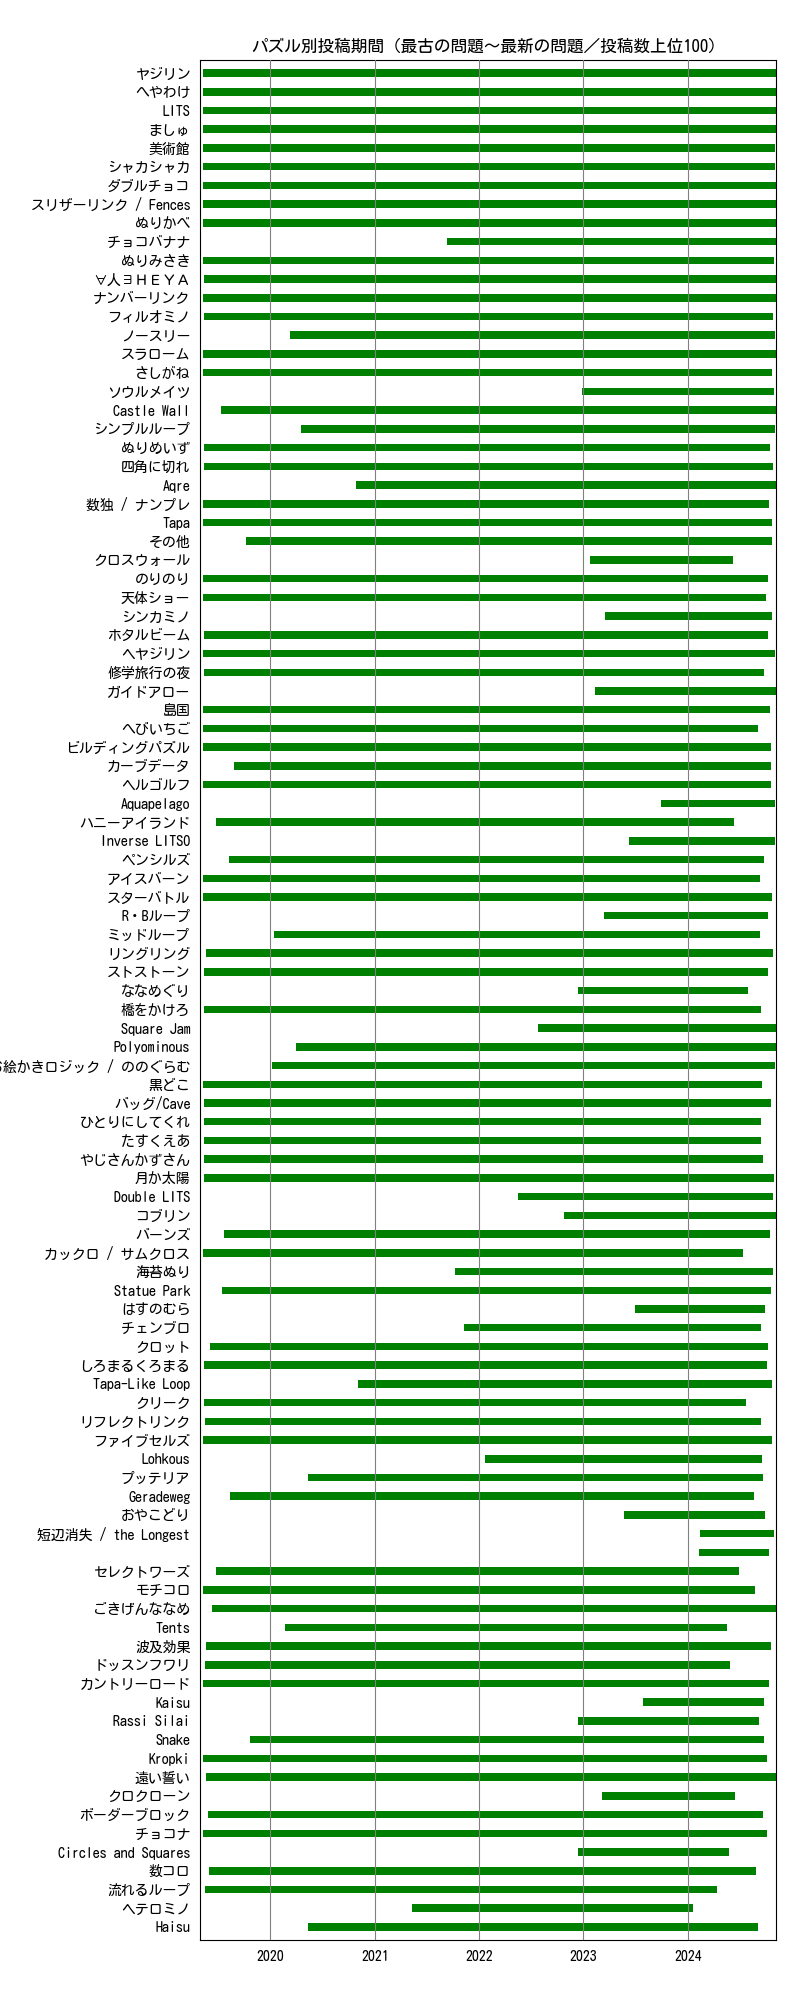 パズル別投稿期間（最古の問題～最新の問題／投稿数上位100）
ヤジリン
へやわけ
LITS
ましゅ
美術館
シャカシャカ
ダブルチョコ
スリザーリンク / Fences
ぬりかべ
チョコバナナ
ぬりみさき
∀人∃ＨＥＹＡ
ナンバーリンク
フィルオミノ
ノースリー
スラローム
さしがね
ソウルメイツ
Castle Wall
シンプルループ
ぬりめいず
四角に切れ
Aqre
数独 / ナンプレ
Tapa
その他
クロスウォール
のりのり
天体ショー
シンカミノ
ホタルビーム
ヘヤジリン
修学旅行の夜
ガイドアロー
島国
へびいちご
ビルディングパズル
カーブデータ
ヘルゴルフ
Aquapelago
ハニーアイランド
Inverse LITSO
ペンシルズ
アイスバーン
スターバトル
R・Bループ
ミッドループ
リングリング
ストストーン
ななめぐり
橋をかけろ
Square Jam
Polyominous
絵かきロジック / ののぐらむ
黒どこ
バッグ/Cave
ひとりにしてくれ
たすくえあ
やじさんかずさん
月か太陽
Double LITS
コブリン
バーンズ
カックロ / サムクロス
海苔ぬり
Statue Park
はすのむら
チェンブロ
クロット
しろまるくろまる
Tapa-Like Loop
クリーク
リフレクトリンク
ファイブセルズ
Lohkous
プッテリア
Geradeweg
おやこどり
短辺消失 / the Longest
セレクトワーズ
モチコロ
ごきげんななめ
Tents
波及効果
ドッスンフワリ
カントリーロード
Kaisu
Rassi Silai
Snake
Kropki
遠い誓い
クロクローン
ボーダーブロック
チョコナ
Circles and Squares
数コロ
流れるループ
ヘテロミノ
Haisu
2020 2021 2022 2023 2024